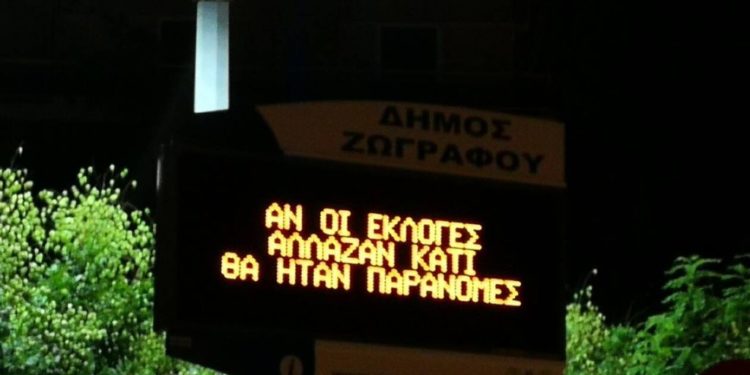 ΔΗΜΟΣ
ΖΩΓΡΑΦΟΥ
ΑΝ ΟΙ ΕΚΛΟΓΕΣ
ΑΛΛΑΖΑΝ ΚΑΤΙ
ΘΑ ΗΤΑΝ ΠΑΡΑΝΟΜΕΣ